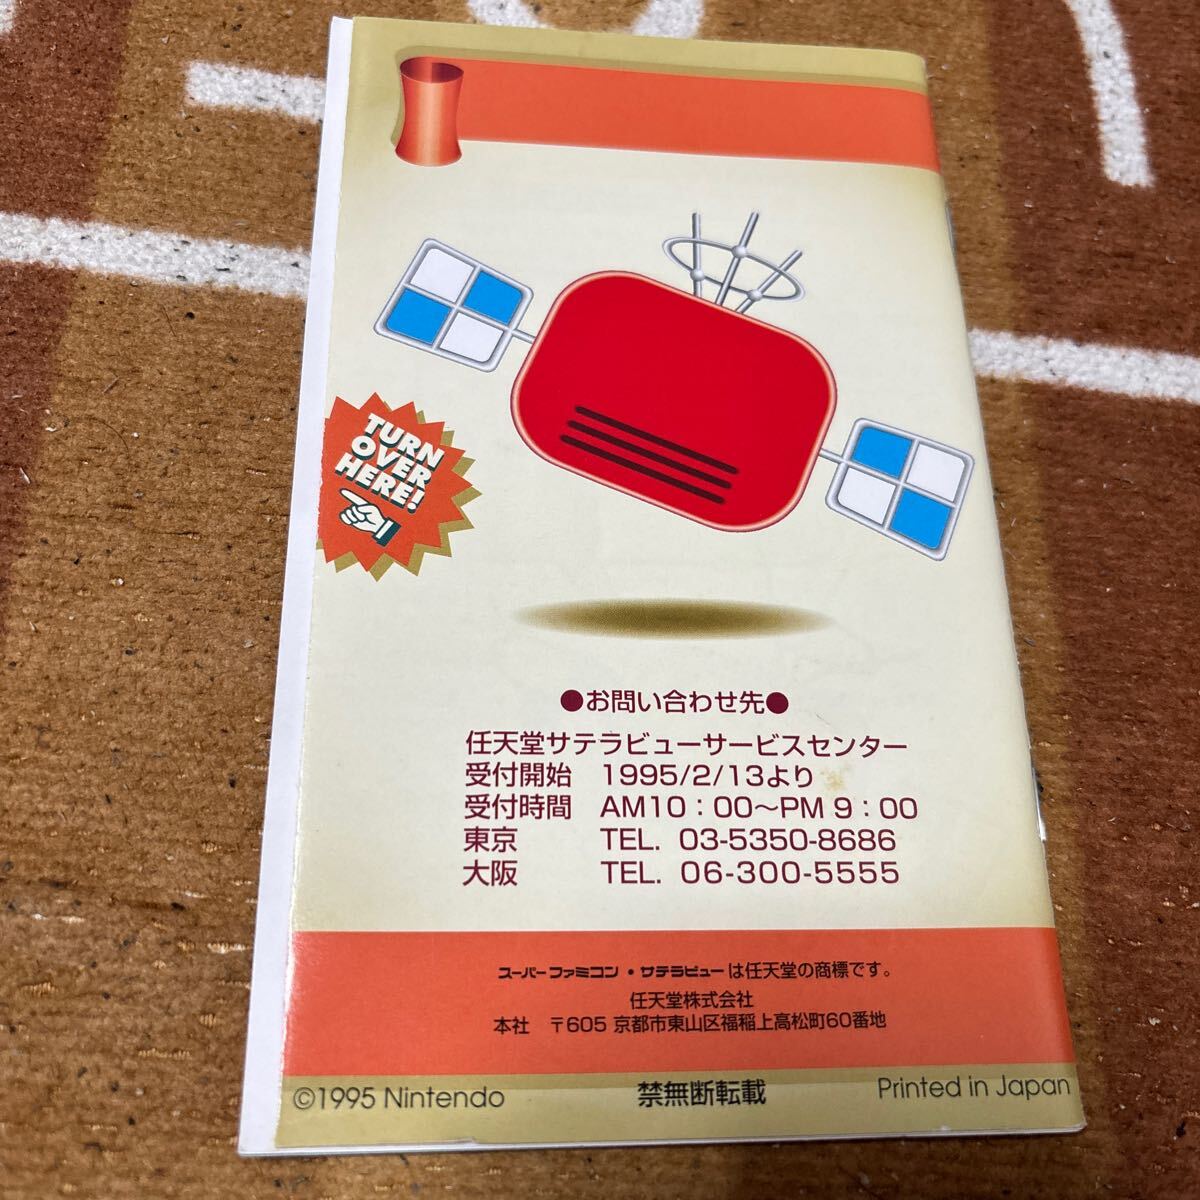 TURN
OVER
HERE!
●お問い合わせ先●
任天堂サテラビューサービスセンター
受付開始 1995/2/13より
受付時間 AM10：00〜PM 9：00
東京 TEL. 03-5350-8686
大阪 TEL. 06-300-5555
スーパーファミコン・サテラビューは任天堂の商標です。
任天堂株式会社
本社 〒605 京都市東山区福稲上高松町60番地
©1995 Nintendo 禁無断転載 Printed in Japan